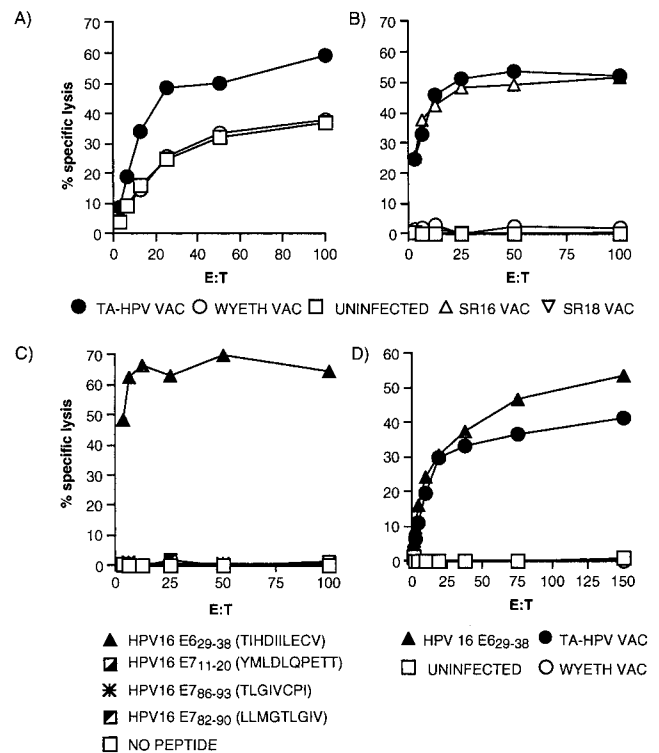 A)
70
60
50
40
30
20
10
0
% specific lysis
0 20 40 60 80 100
E:T
B)
70
60
50
40
30
20
10
0
0 25 50 75 100
E:T
● TA-HPV VAC ○ WYETH VAC □ UNINFECTED △ SR16 VAC ▽ SR18 VAC
C)
70
60
50
40
30
20
10
0
% specific lysis
0 25 50 75 100
E:T
▲ HPV16 E6₂₉₋₃₈ (TIHDIILECV)
HPV16 E7₁₁₋₂₀ (YMLDLQPETT)
HPV16 E7₈₆₋₉₃ (TLGIVCPI)
HPV16 E7₈₂₋₉₀ (LLMGTLGIV)
□ NO PEPTIDE
D)
60
50
40
30
20
10
0
0 25 50 75 100 125 150
E:T
▲ HPV 16 E6₂₉₋₃₈ ● TA-HPV VAC
□ UNINFECTED ○ WYETH VAC